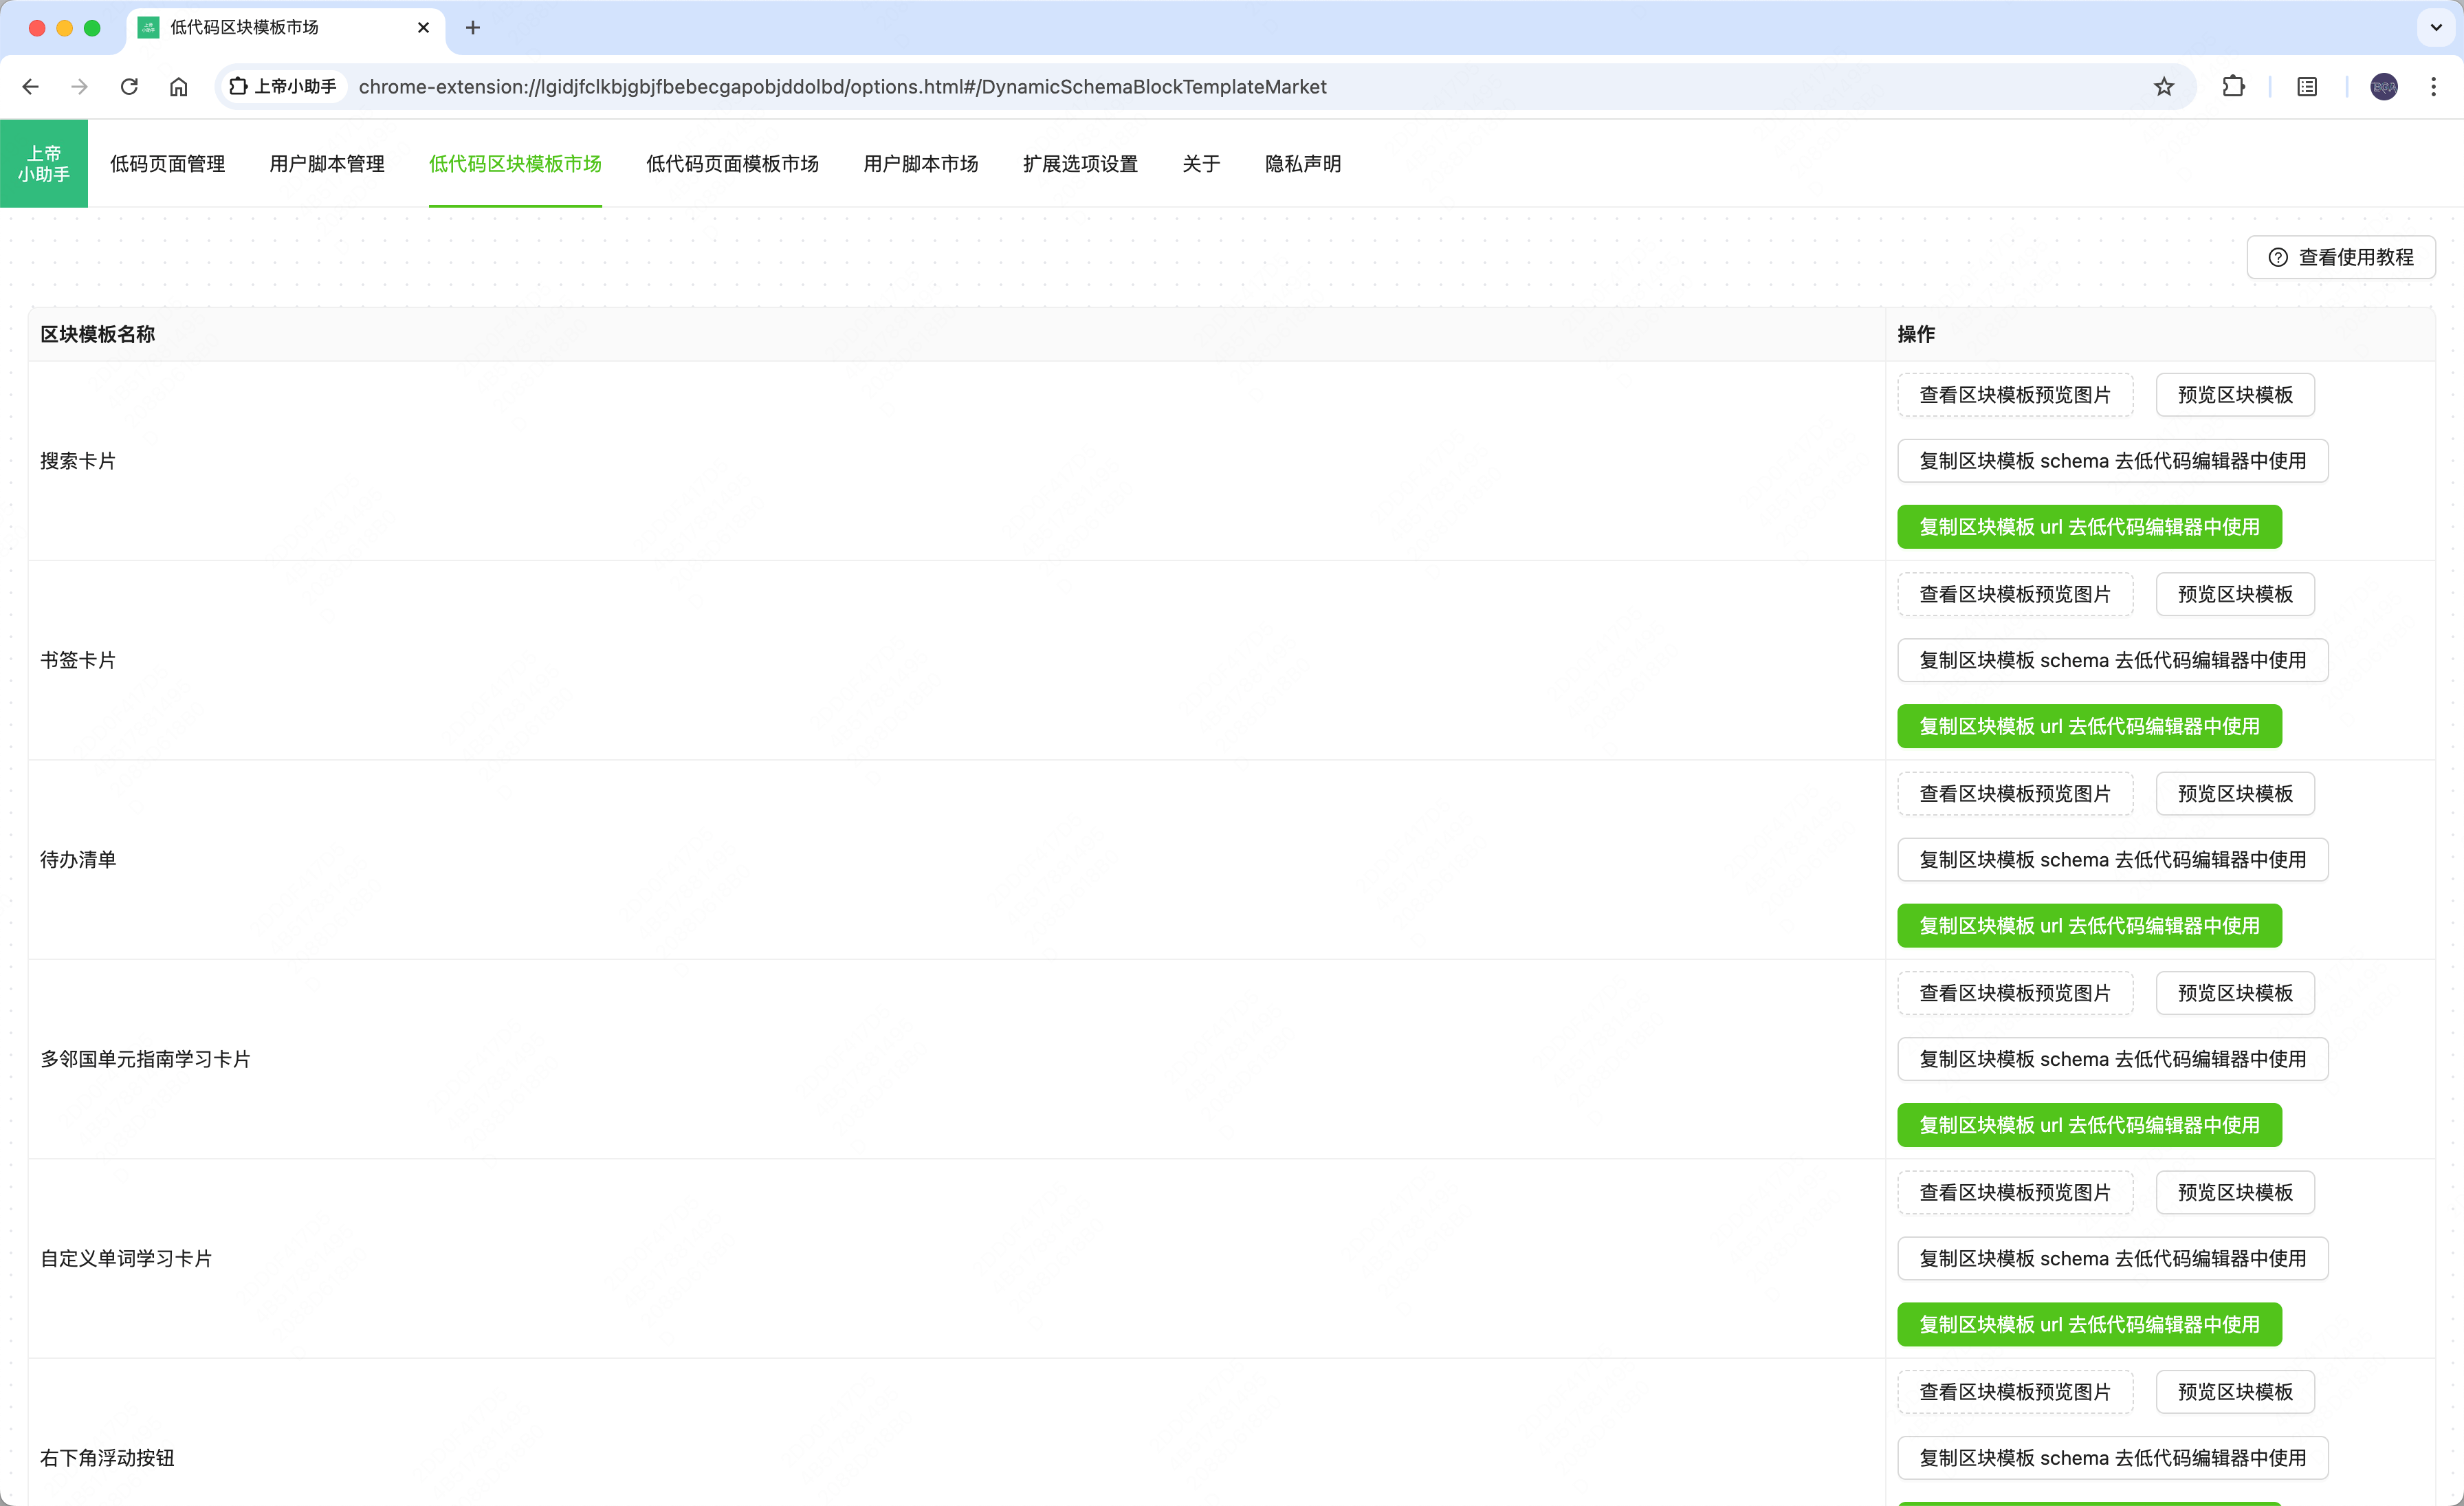 低代码区块模板市场
上帝小助手
chrome-extension://lgidjfclkbjgbjfbebecgapobjddolbd/options.html#/DynamicSchemaBlockTemplateMarket
上帝
小助手
低码页面管理
用户脚本管理
低代码区块模板市场
低代码页面模板市场
用户脚本市场
扩展选项设置
关于
隐私声明
查看使用教程
区块模板名称
操作
搜索卡片
查看区块模板预览图片
预览区块模板
复制区块模板 schema 去低代码编辑器中使用
复制区块模板 url 去低代码编辑器中使用
书签卡片
查看区块模板预览图片
预览区块模板
复制区块模板 schema 去低代码编辑器中使用
复制区块模板 url 去低代码编辑器中使用
待办清单
查看区块模板预览图片
预览区块模板
复制区块模板 schema 去低代码编辑器中使用
复制区块模板 url 去低代码编辑器中使用
多邻国单元指南学习卡片
查看区块模板预览图片
预览区块模板
复制区块模板 schema 去低代码编辑器中使用
复制区块模板 url 去低代码编辑器中使用
自定义单词学习卡片
查看区块模板预览图片
预览区块模板
复制区块模板 schema 去低代码编辑器中使用
复制区块模板 url 去低代码编辑器中使用
右下角浮动按钮
查看区块模板预览图片
预览区块模板
复制区块模板 schema 去低代码编辑器中使用